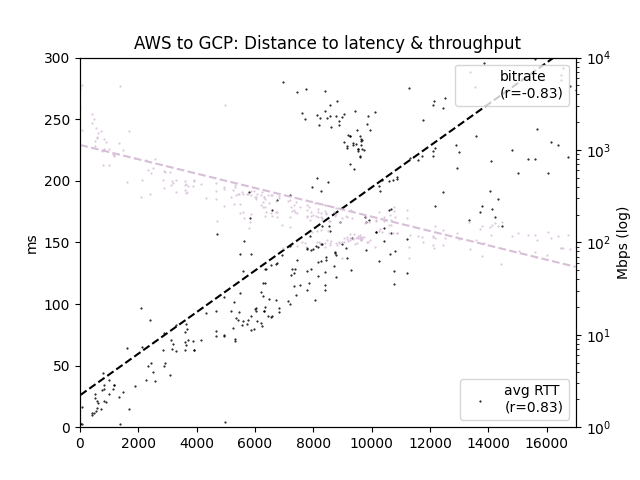 AWS to GCP: Distance to latency & throughput
300
250
200
150
100
50
0
ms
0 2000 4000 6000 8000 10000 12000 14000 16000
10^4
10^3
10^2
10^1
10^0
Mbps (log)
bitrate
(r=-0.83)
avg RTT
(r=0.83)